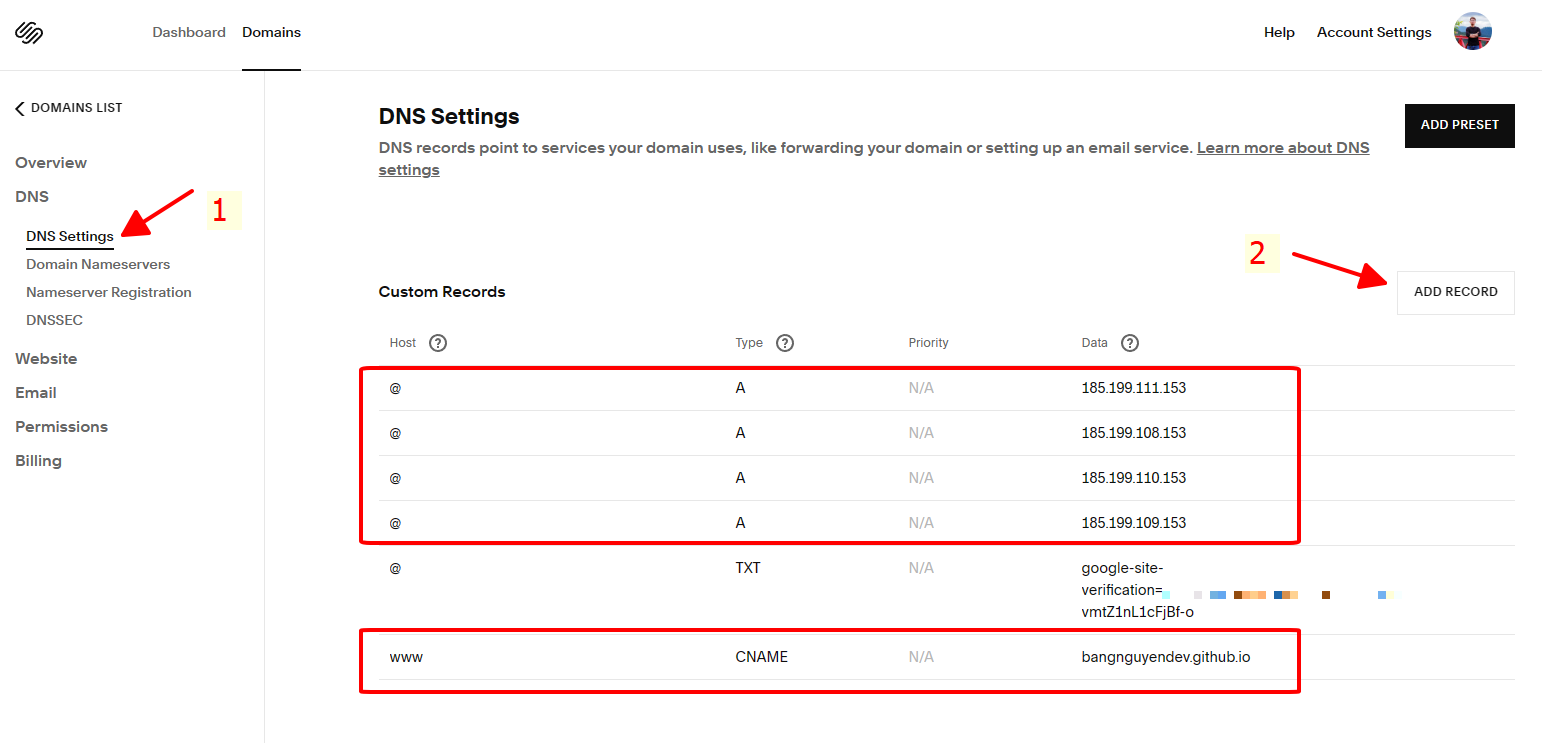 Dashboard Domains Help Account Settings
DOMAINS LIST
Overview
DNS
1
DNS Settings
Domain Nameservers
Nameserver Registration
DNSSEC
Website
Email
Permissions
Billing
DNS Settings
ADD PRESET
DNS records point to services your domain uses, like forwarding your domain or setting up an email service. Learn more about DNS
settings
2
Custom Records
ADD RECORD
Host ? Type ? Priority Data ?
@ A N/A 185.199.111.153
@ A N/A 185.199.108.153
@ A N/A 185.199.110.153
@ A N/A 185.199.109.153
@ TXT N/A google-site-
verification=
vmtZ1nL1cFjBf-o
www CNAME N/A bangnguyendev.github.io